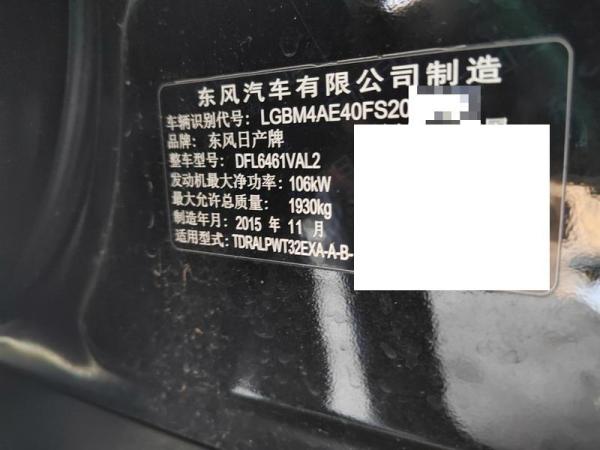 东风汽车有限公司制造
车辆识别代号: LGBM4AE40FS20
品牌: 东风日产牌
整车型号: DFL6461VAL2
发动机最大净功率: 106kW
最大允许总质量: 1930kg
制造年月: 2015 年 11 月
适用型式: TDRALPWT32EXA-A-B-